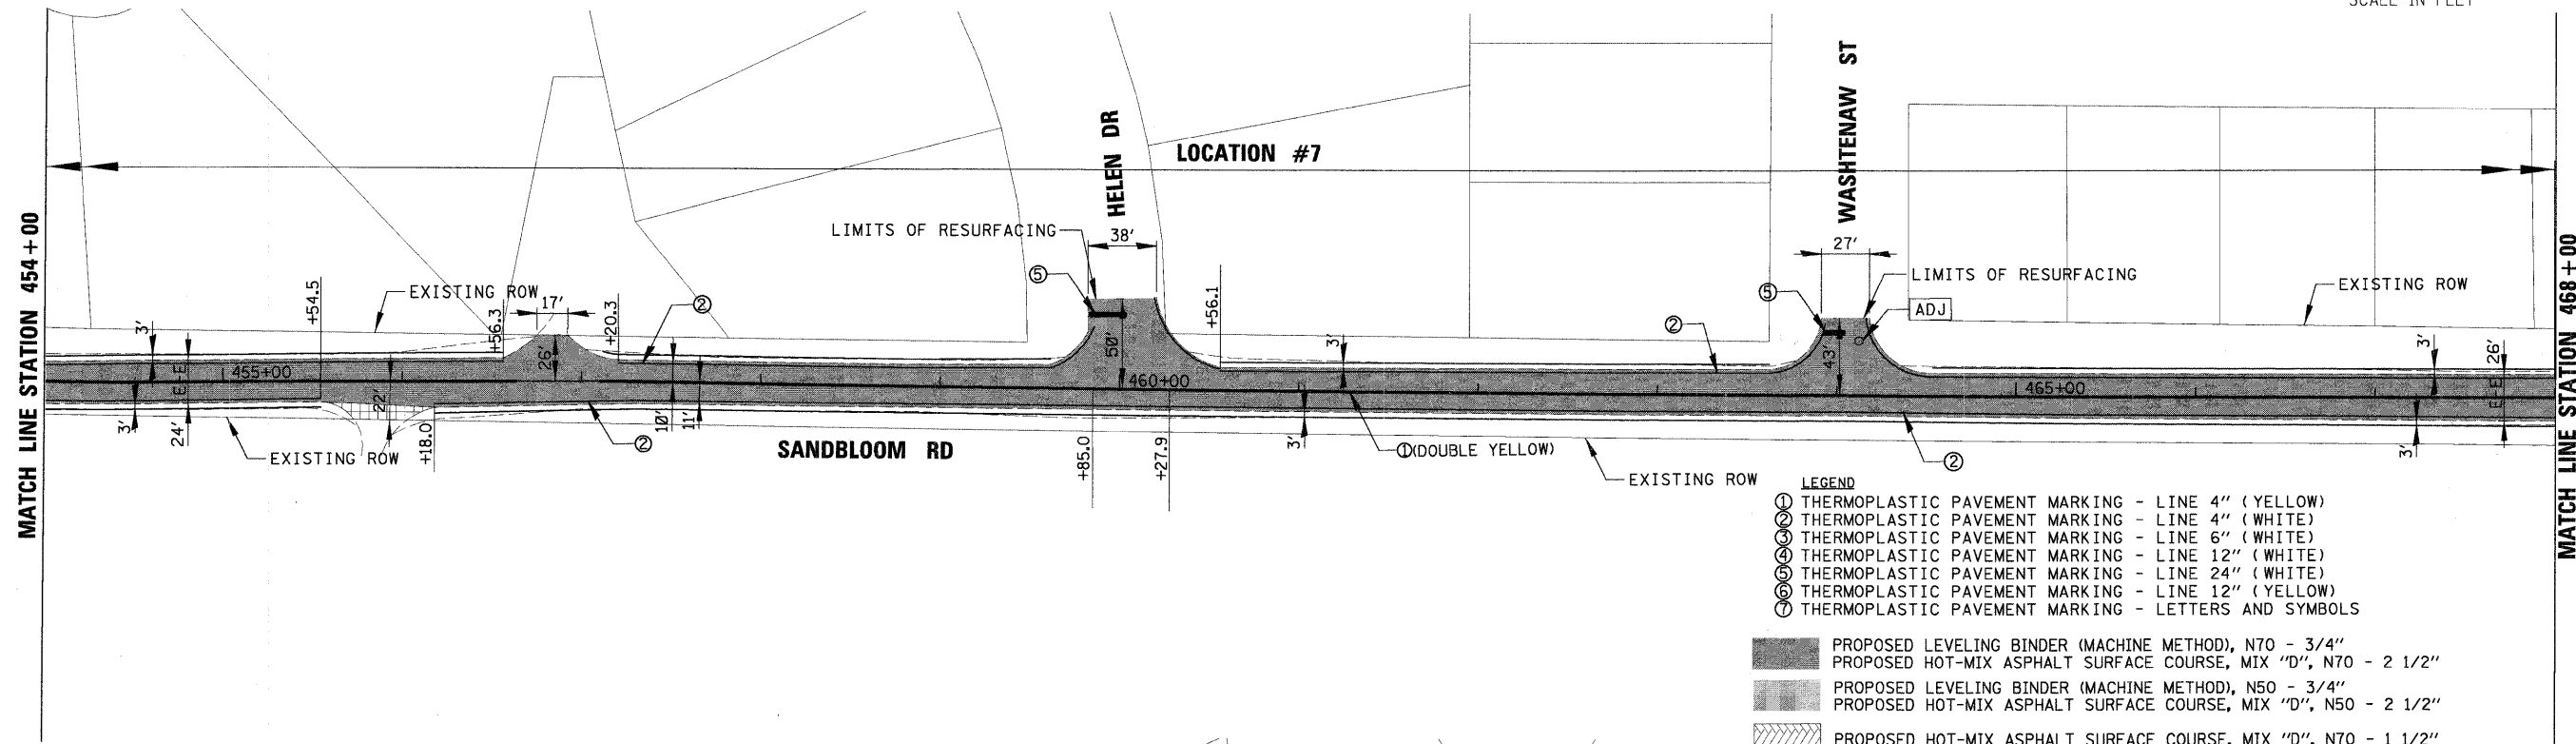 SCALE IN FEET
MATCH LINE STATION 454+00
LOCATION #7
HELEN DR
WASHTENAW ST
MATCH LINE STATION 468+00
LIMITS OF RESURFACING
38'
27'
LIMITS OF RESURFACING
EXISTING ROW
EXISTING ROW
ADJ
3'
+54.5
+56.3
17'
+20.3
②
⑤
+56.1
3'
②
⑤
3'
26'
E-E
455+00
26'
50'
460+00
43'
465+00
E-E
3'
24'
22'
+18.0
②
10'
11'
SANDBLOOM RD
+85.0
+27.9
3'
①(DOUBLE YELLOW)
②
3'
EXISTING ROW
EXISTING ROW
LEGEND
① THERMOPLASTIC PAVEMENT MARKING - LINE 4" (YELLOW)
② THERMOPLASTIC PAVEMENT MARKING - LINE 4" (WHITE)
③ THERMOPLASTIC PAVEMENT MARKING - LINE 6" (WHITE)
④ THERMOPLASTIC PAVEMENT MARKING - LINE 12" (WHITE)
⑤ THERMOPLASTIC PAVEMENT MARKING - LINE 24" (WHITE)
⑥ THERMOPLASTIC PAVEMENT MARKING - LINE 12" (YELLOW)
⑦ THERMOPLASTIC PAVEMENT MARKING - LETTERS AND SYMBOLS
PROPOSED LEVELING BINDER (MACHINE METHOD), N70 - 3/4"
PROPOSED HOT-MIX ASPHALT SURFACE COURSE, MIX "D", N70 - 2 1/2"
PROPOSED LEVELING BINDER (MACHINE METHOD), N50 - 3/4"
PROPOSED HOT-MIX ASPHALT SURFACE COURSE, MIX "D", N50 - 2 1/2"
PROPOSED HOT-MIX ASPHALT SURFACE COURSE, MIX "D", N70 - 1 1/2"